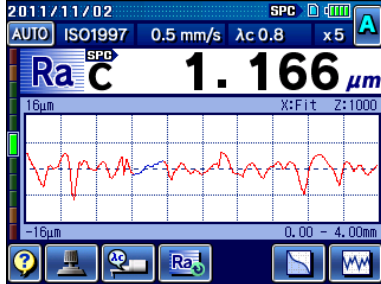 2011/11/02 SPC A
AUTO ISO1997 0.5 mm/s λc 0.8 x5
Ra SPC C 1.166 μm
16μm X:Fit Z:1000
-16μm 0.00 - 4.00mm
? λc Ra